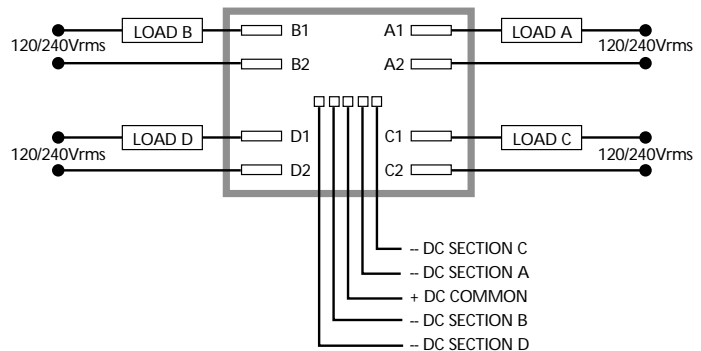 LOAD B B1 A1 LOAD A
120/240Vrms 120/240Vrms
B2 A2
LOAD D D1 C1 LOAD C
120/240Vrms 120/240Vrms
D2 C2
-- DC SECTION C
-- DC SECTION A
+ DC COMMON
-- DC SECTION B
-- DC SECTION D